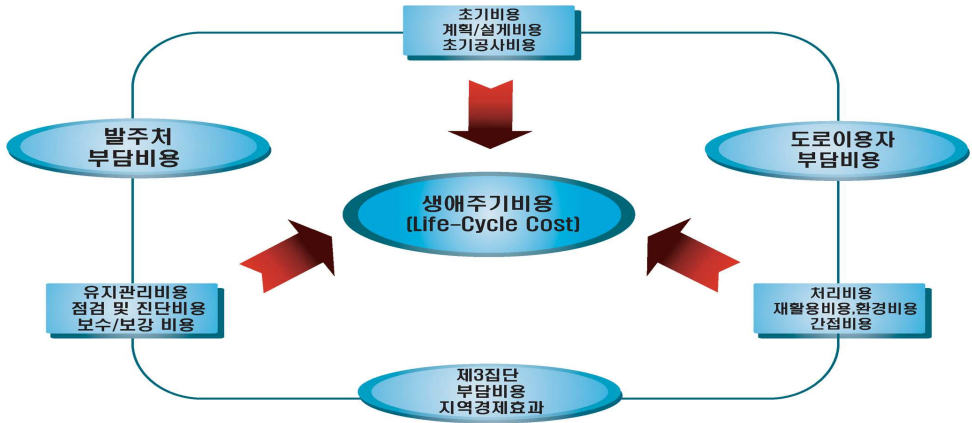 초기비용
계획/설계비용
초기공사비용
발주처
부담비용
도로이용자
부담비용
생애주기비용
(Life-Cycle Cost)
유지관리비용
점검 및 진단비용
보수/보강 비용
처리비용
재활용비용,환경비용
간접비용
제3집단
부담비용
지역경제효과